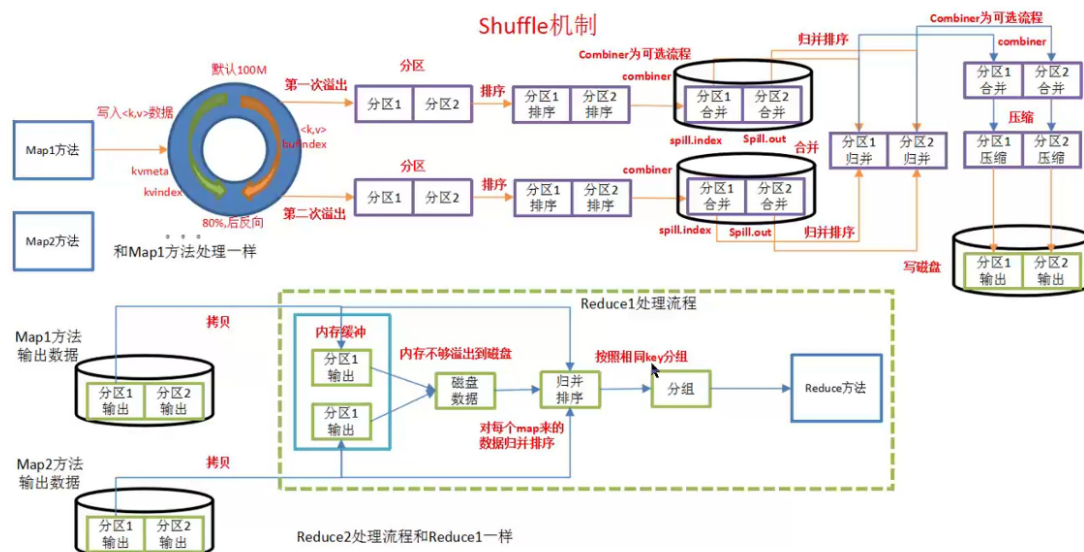 Shuffle机制
默认100M
写入<k,v>数据
Map1方法
Map2方法
kvmeta
kvindex
<k,v>
bufindex
80%,后反向
。。。
和Map1方法处理一样
第一次溢出
分区
分区1 分区2
排序
分区1 分区2
排序 排序
combiner
Combiner为可选流程
分区1 分区2
合并 合并
spill.index
Spill.out
第二次溢出
分区
分区1 分区2
排序
分区1 分区2
排序 排序
combiner
合并
分区1 分区2
合并 合并
spill.index
Spill.out
归并排序
归并排序
分区1 分区2
归并 归并
Combiner为可选流程
combiner
分区1 分区2
合并 合并
压缩
分区1 分区2
压缩 压缩
写磁盘
分区1 分区2
输出 输出
Map1方法
输出数据
分区1 分区2
输出 输出
拷贝
Map2方法
输出数据
分区1 分区2
输出 输出
拷贝
Reduce1处理流程
内存缓冲
分区1
输出
分区1
输出
内存不够溢出到磁盘
磁盘
数据
归并
排序
对每个map来的
数据归并排序
按照相同key分组
分组
Reduce方法
Reduce2处理流程和Reduce1一样